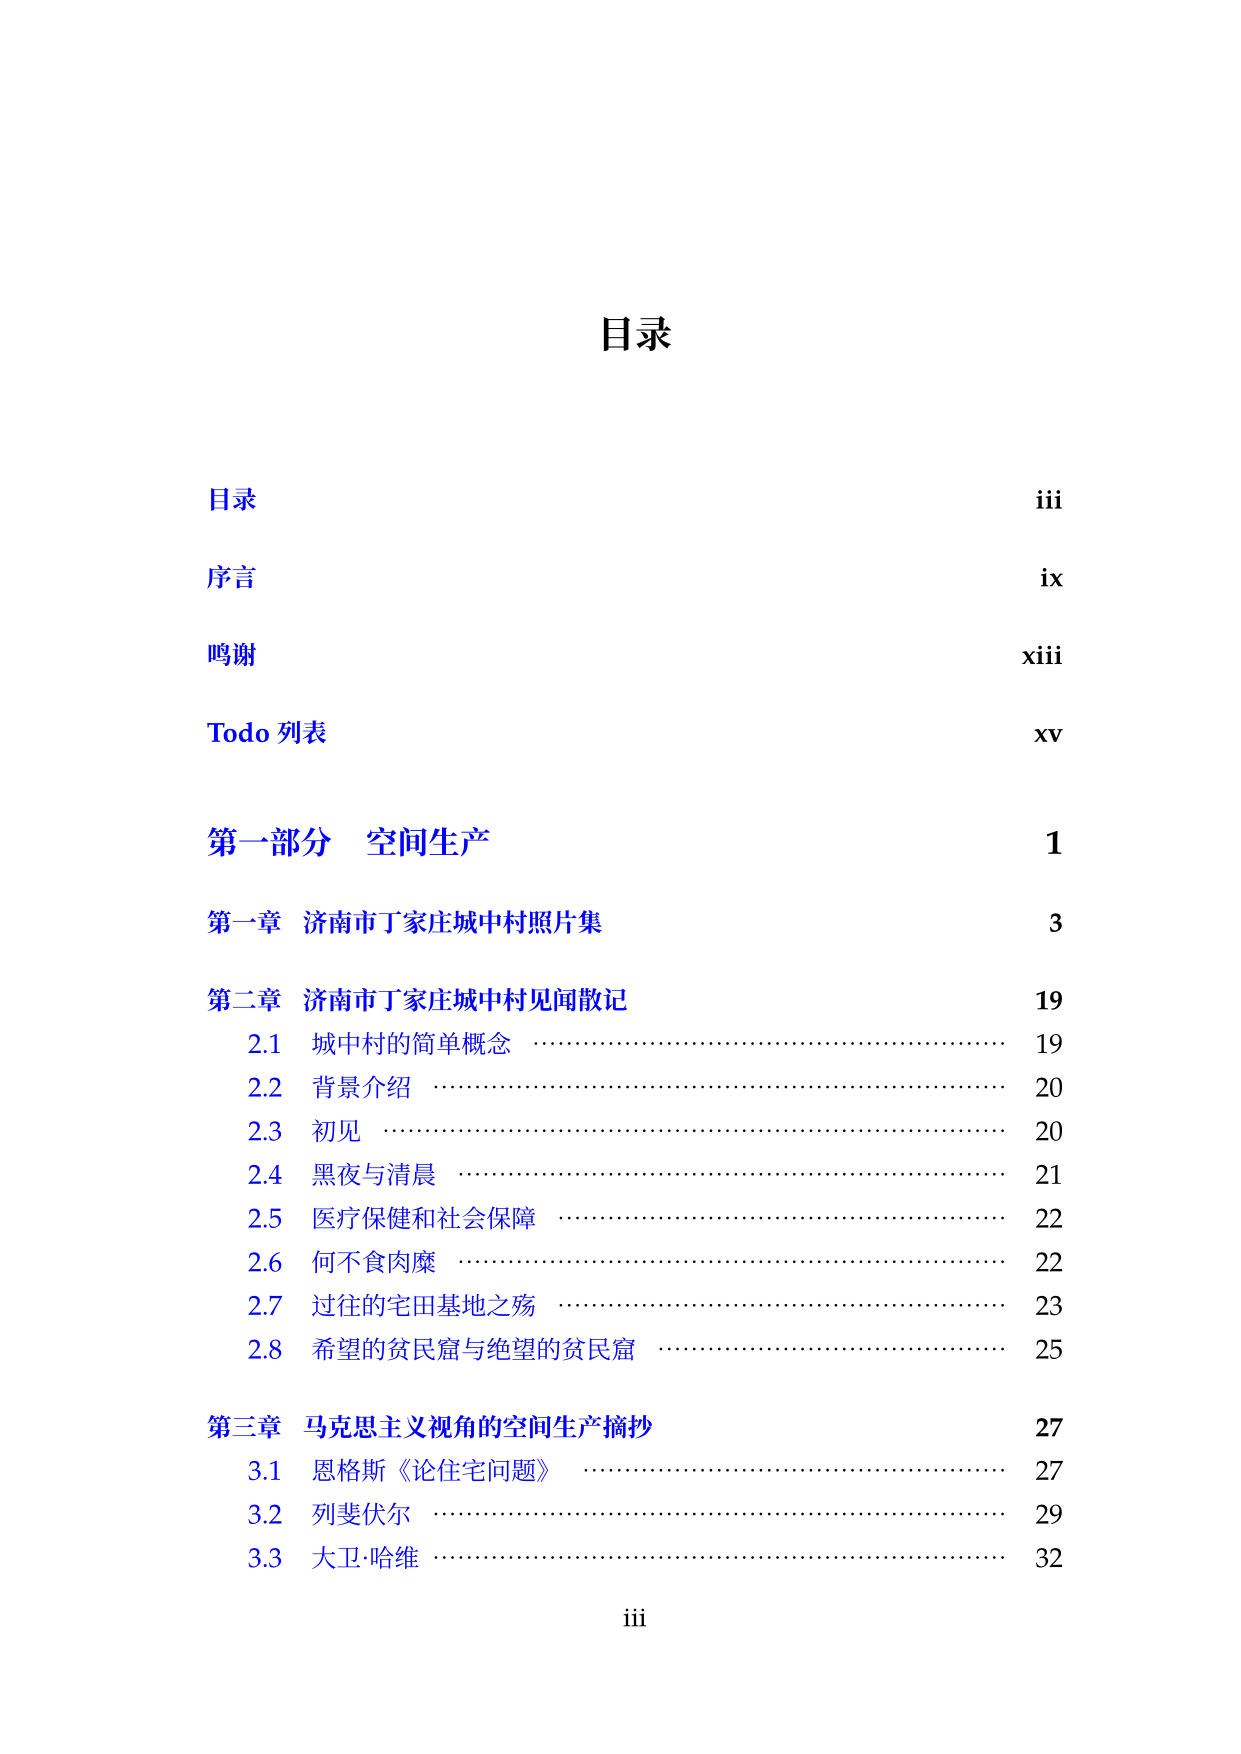 目录
目录 iii
序言 ix
鸣谢 xiii
Todo 列表 xv
第一部分 空间生产 1
第一章 济南市丁家庄城中村照片集 3
第二章 济南市丁家庄城中村见闻散记 19
2.1 城中村的简单概念 19
2.2 背景介绍 20
2.3 初见 20
2.4 黑夜与清晨 21
2.5 医疗保健和社会保障 22
2.6 何不食肉糜 22
2.7 过往的宅田基地之殇 23
2.8 希望的贫民窟与绝望的贫民窟 25
第三章 马克思主义视角的空间生产摘抄 27
3.1 恩格斯《论住宅问题》 27
3.2 列斐伏尔 29
3.3 大卫·哈维 32
iii